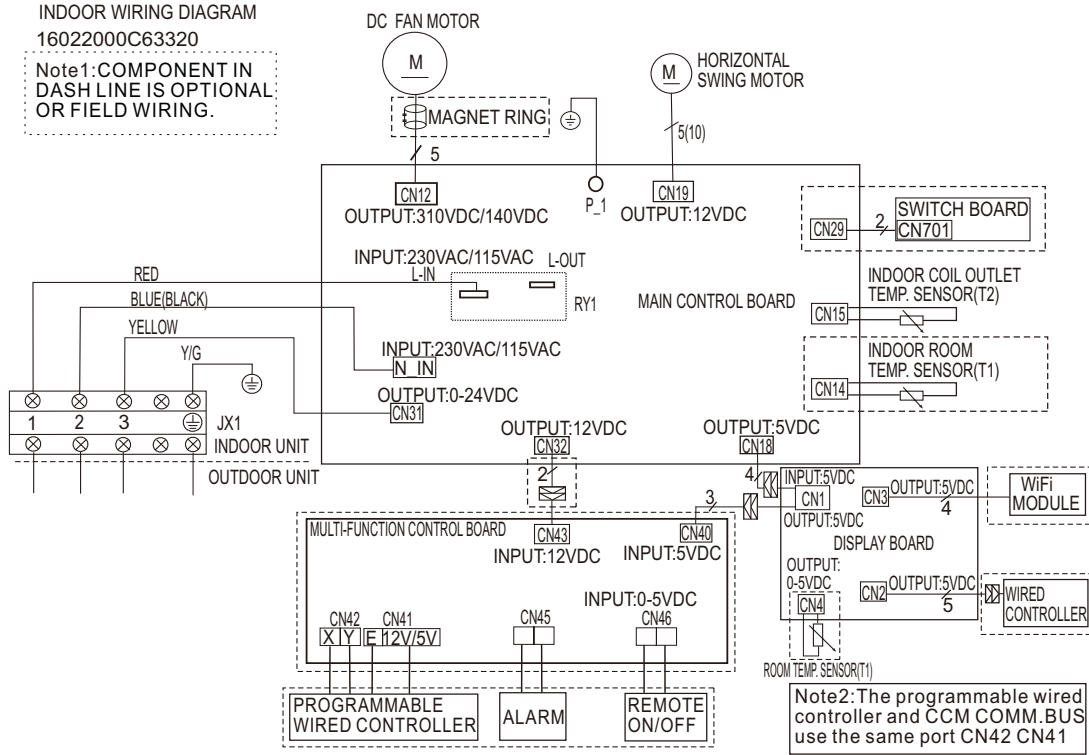 INDOOR WIRING DIAGRAM
16022000C63320
Note1:COMPONENT IN
DASH LINE IS OPTIONAL
OR FIELD WIRING.
DC FAN MOTOR
M
MAGNET RING
5
HORIZONTAL
SWING MOTOR
M
5(10)
CN12
OUTPUT:310VDC/140VDC
P_1
CN19
OUTPUT:12VDC
INPUT:230VAC/115VAC
L-IN
L-OUT
RY1
MAIN CONTROL BOARD
CN29
2
SWITCH BOARD
CN701
INDOOR COIL OUTLET
TEMP. SENSOR(T2)
CN15
INDOOR ROOM
TEMP. SENSOR(T1)
CN14
RED
BLUE(BLACK)
YELLOW
Y/G
INPUT:230VAC/115VAC
N_IN
OUTPUT:0-24VDC
CN31
1
2
3
JX1
INDOOR UNIT
OUTDOOR UNIT
OUTPUT:12VDC
CN32
2
OUTPUT:5VDC
CN18
4
3
MULTI-FUNCTION CONTROL BOARD
CN43
INPUT:12VDC
CN40
INPUT:5VDC
INPUT:0-5VDC
CN42
X Y
CN41
E 12V/5V
CN45
CN46
PROGRAMMABLE
WIRED CONTROLLER
ALARM
REMOTE
ON/OFF
INPUT:5VDC
CN1
OUTPUT:5VDC
CN3
OUTPUT:5VDC
4
WiFi
MODULE
DISPLAY BOARD
OUTPUT:
0-5VDC
CN4
CN2
OUTPUT:5VDC
5
WIRED
CONTROLLER
ROOM TEMP. SENSOR(T1)
Note2:The programmable wired
controller and CCM COMM.BUS
use the same port CN42 CN41